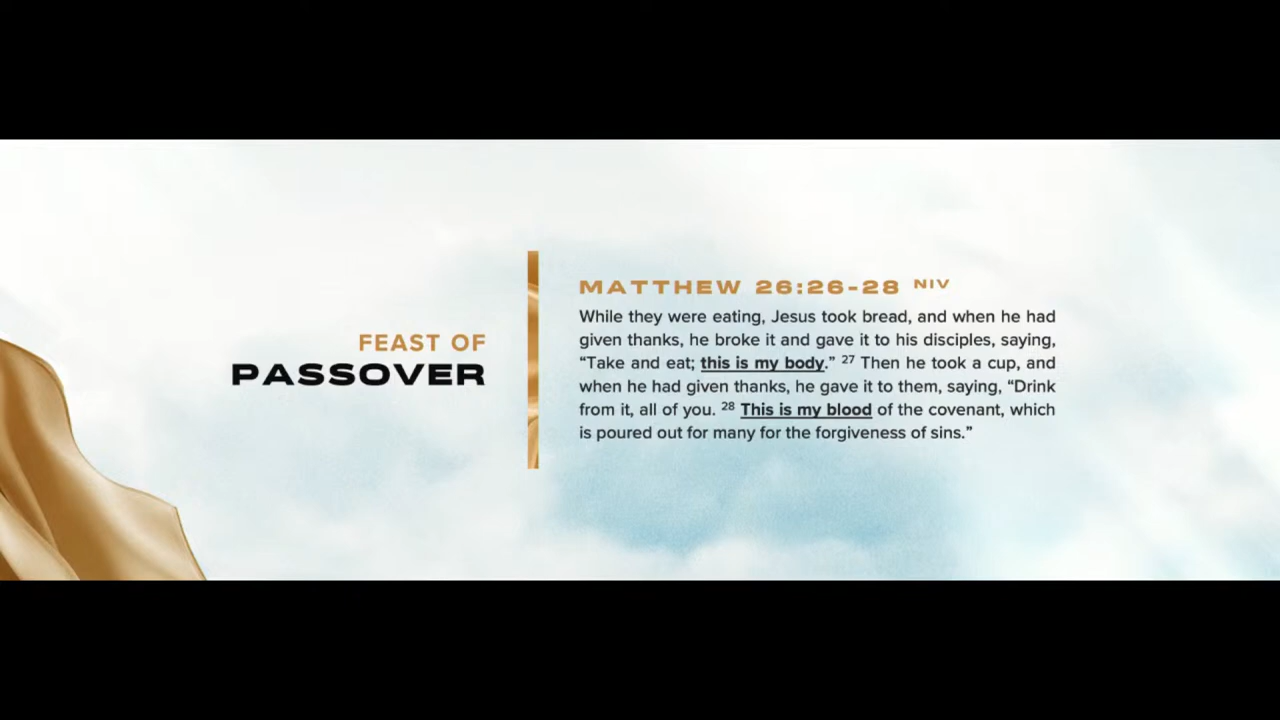 FEAST OF
PASSOVER
MATTHEW 26:26-28 NIV
While they were eating, Jesus took bread, and when he had
given thanks, he broke it and gave it to his disciples, saying,
“Take and eat; this is my body.” 27 Then he took a cup, and
when he had given thanks, he gave it to them, saying, “Drink
from it, all of you. 28 This is my blood of the covenant, which
is poured out for many for the forgiveness of sins.”